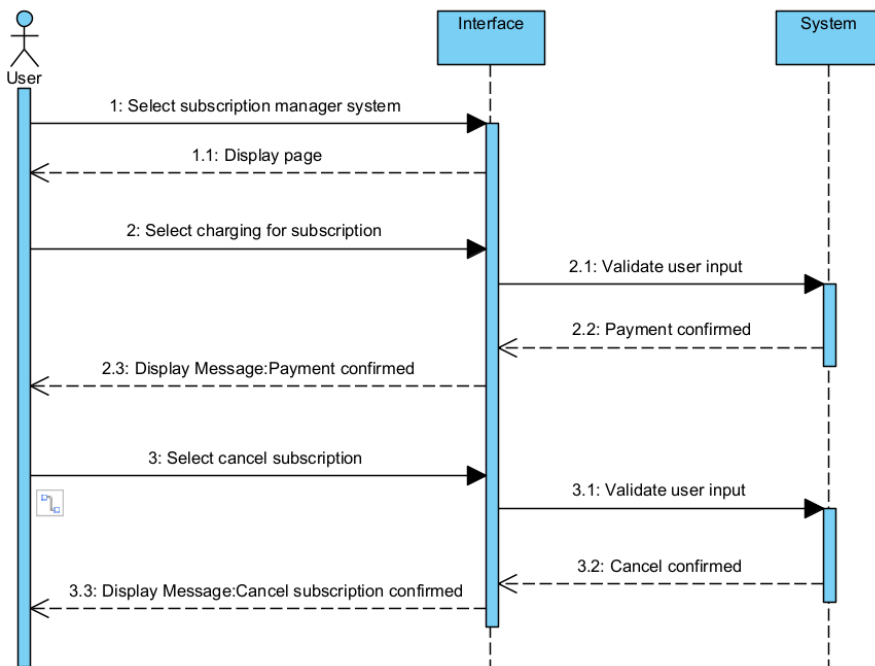 Interface
System
User
1: Select subscription manager system
1.1: Display page
2: Select charging for subscription
2.1: Validate user input
2.2: Payment confirmed
2.3: Display Message:Payment confirmed
3: Select cancel subscription
3.1: Validate user input
3.2: Cancel confirmed
3.3: Display Message:Cancel subscription confirmed